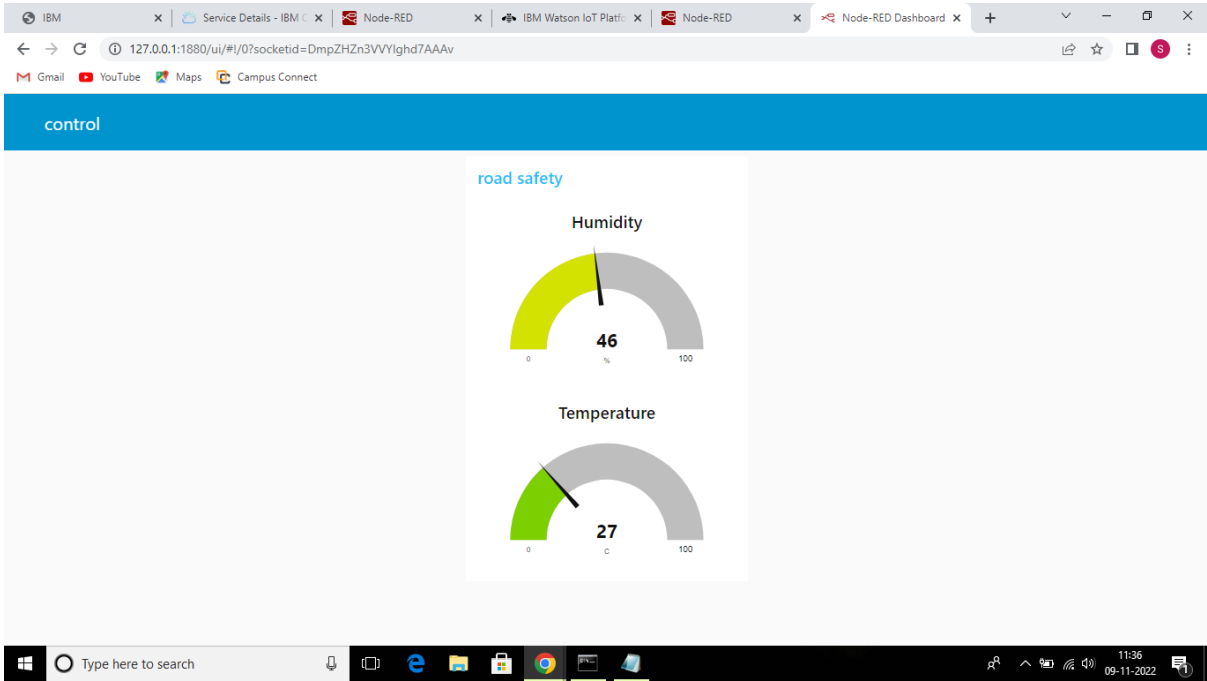 IBM
Service Details - IBM C
Node-RED
IBM Watson IoT Platfo
Node-RED
Node-RED Dashboard
127.0.0.1:1880/ui/#!/0?socketid=DmpZHZn3VVYIghd7AAAv
S
Gmail
YouTube
Maps
Campus Connect
control
road safety
Humidity
46
%
0
100
Temperature
27
C
0
100
Type here to search
11:36
09-11-2022
1